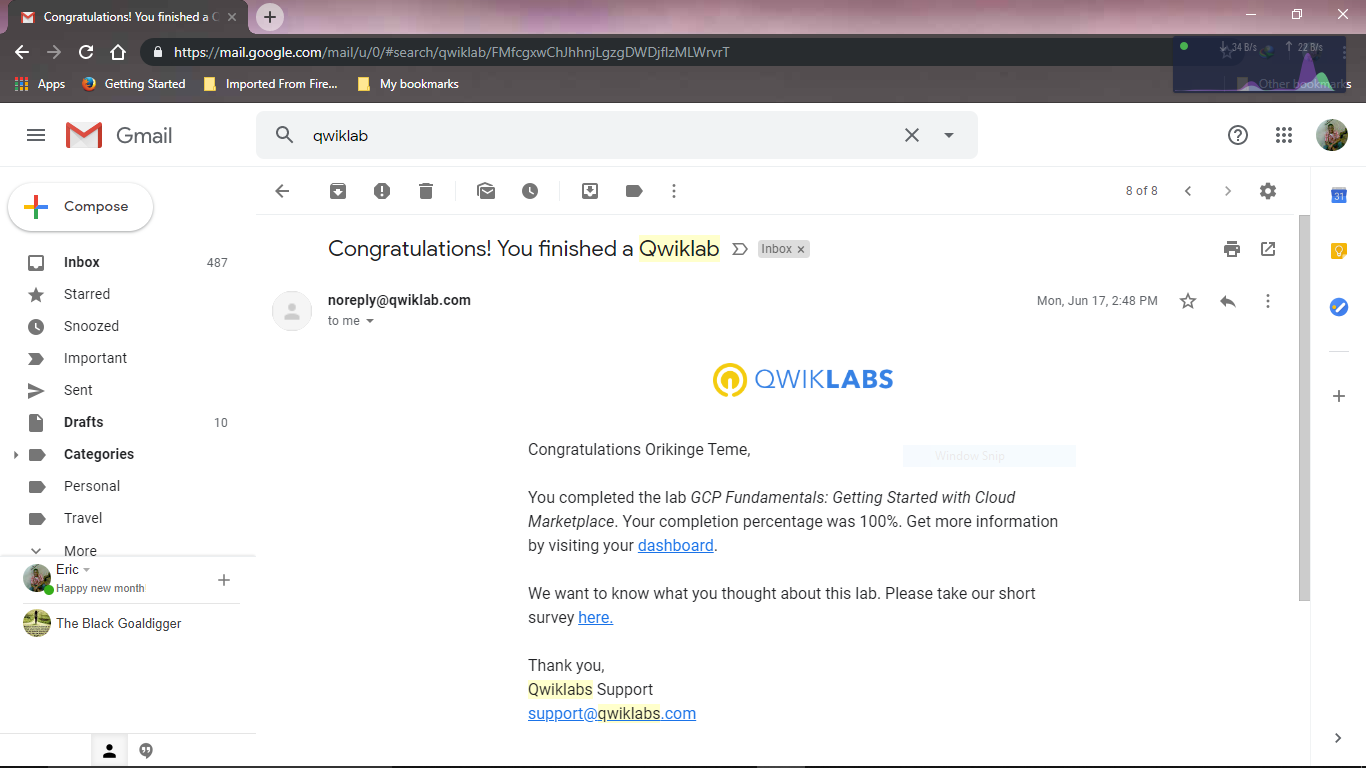 Congratulations! You finished a Q
https://mail.google.com/mail/u/0/#search/qwiklab/FMfcgxwChJhhnjLgzgDWDjflzMLWrvrT
34 B/s
22 B/s
Apps
Getting Started
Imported From Fire...
My bookmarks
Other bookmarks
Gmail
qwiklab
Compose
8 of 8
31
Congratulations! You finished a Qwiklab
Inbox x
Inbox 487
Starred
Snoozed
Important
Sent
Drafts 10
Categories
Personal
Travel
More
Eric
Happy new month
The Black Goaldigger
noreply@qwiklab.com
Mon, Jun 17, 2:48 PM
to me
QWIKLABS
Congratulations Orikinge Teme,
Window Snip
You completed the lab GCP Fundamentals: Getting Started with Cloud
Marketplace. Your completion percentage was 100%. Get more information
by visiting your dashboard.
We want to know what you thought about this lab. Please take our short
survey here.
Thank you,
Qwiklabs Support
support@qwiklabs.com